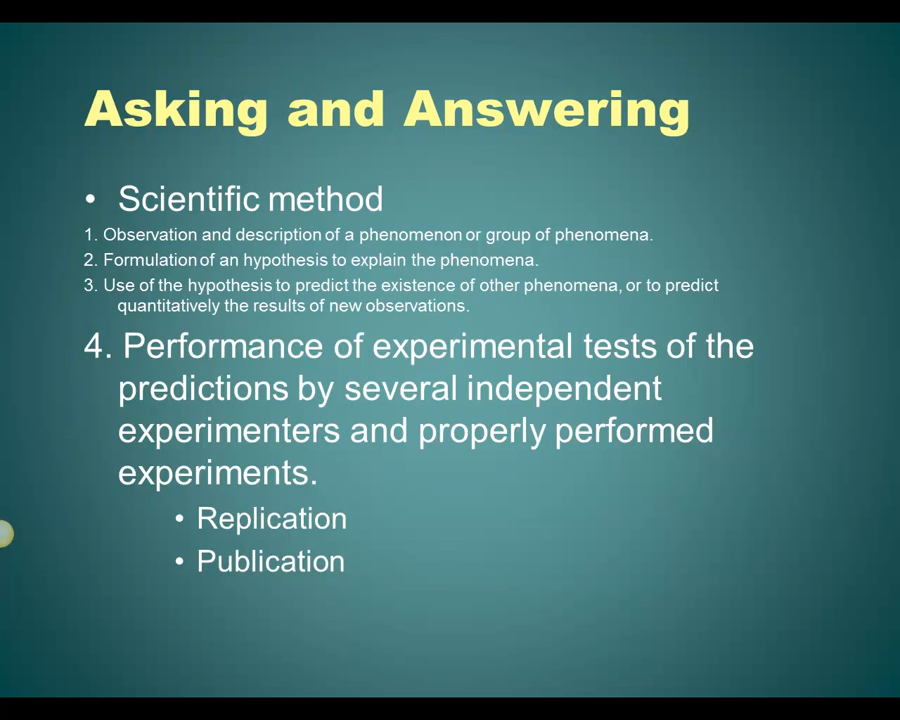 Asking and Answering
• Scientific method
1. Observation and description of a phenomenon or group of phenomena.
2. Formulation of an hypothesis to explain the phenomena.
3. Use of the hypothesis to predict the existence of other phenomena, or to predict
quantitatively the results of new observations.
4. Performance of experimental tests of the
predictions by several independent
experimenters and properly performed
experiments.
• Replication
• Publication